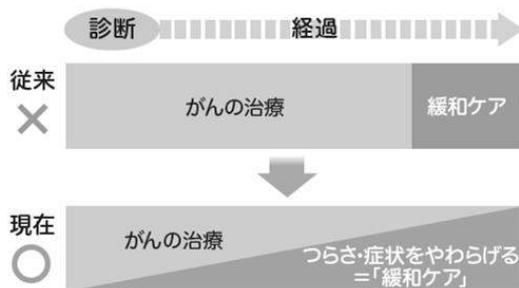 診断
経過
従来
がんの治療
緩和ケア
現在
がんの治療
つらさ・症状をやわらげる
=「緩和ケア」